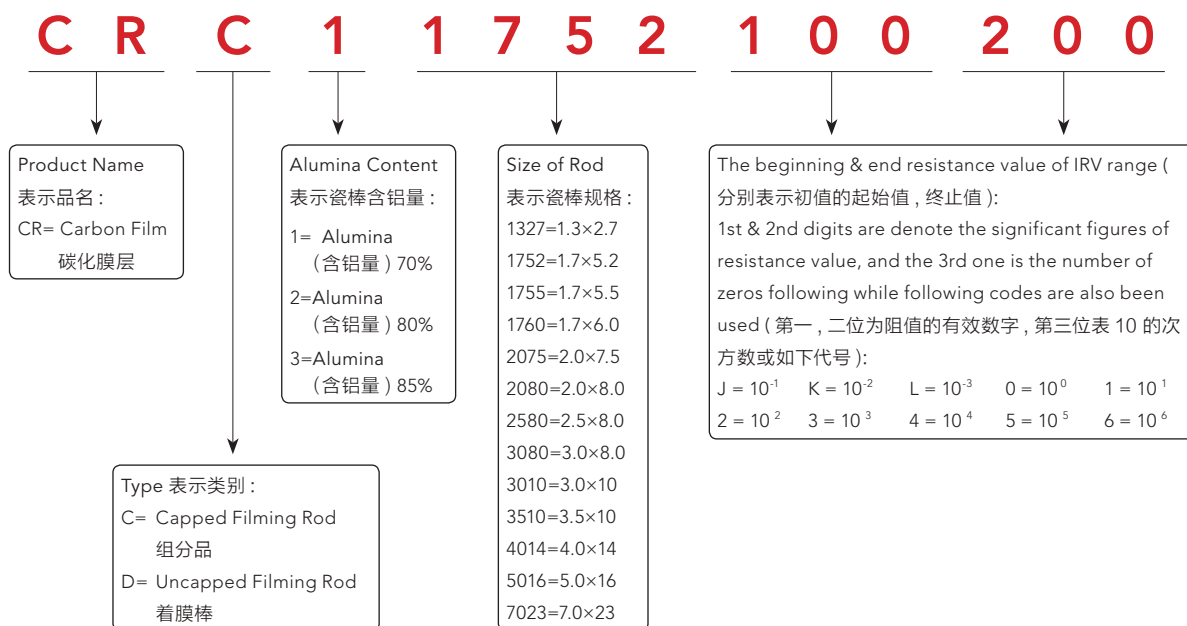 C R C 1 1 7 5 2 1 0 0 2 0 0
Product Name
表示品名 :
CR= Carbon Film
碳化膜层
Type 表示类别 :
C= Capped Filming Rod
组分品
D= Uncapped Filming Rod
着膜棒
Alumina Content
表示瓷棒含铝量 :
1= Alumina
（含铝量 ) 70%
2=Alumina
（含铝量 ) 80%
3=Alumina
（含铝量 ) 85%
Size of Rod
表示瓷棒规格 :
1327=1.3×2.7
1752=1.7×5.2
1755=1.7×5.5
1760=1.7×6.0
2075=2.0×7.5
2080=2.0×8.0
2580=2.5×8.0
3080=3.0×8.0
3010=3.0×10
3510=3.5×10
4014=4.0×14
5016=5.0×16
7023=7.0×23
The beginning & end resistance value of IRV range (
分别表示初值的起始值 , 终止值 ):
1st & 2nd digits are denote the significant figures of
resistance value, and the 3rd one is the number of
zeros following while following codes are also been
used ( 第一 , 二位为阻值的有效数字 , 第三位表 10 的次
方数或如下代号 ):
J = 10⁻¹ K = 10⁻² L = 10⁻³ 0 = 10⁰ 1 = 10¹
2 = 10² 3 = 10³ 4 = 10⁴ 5 = 10⁵ 6 = 10⁶